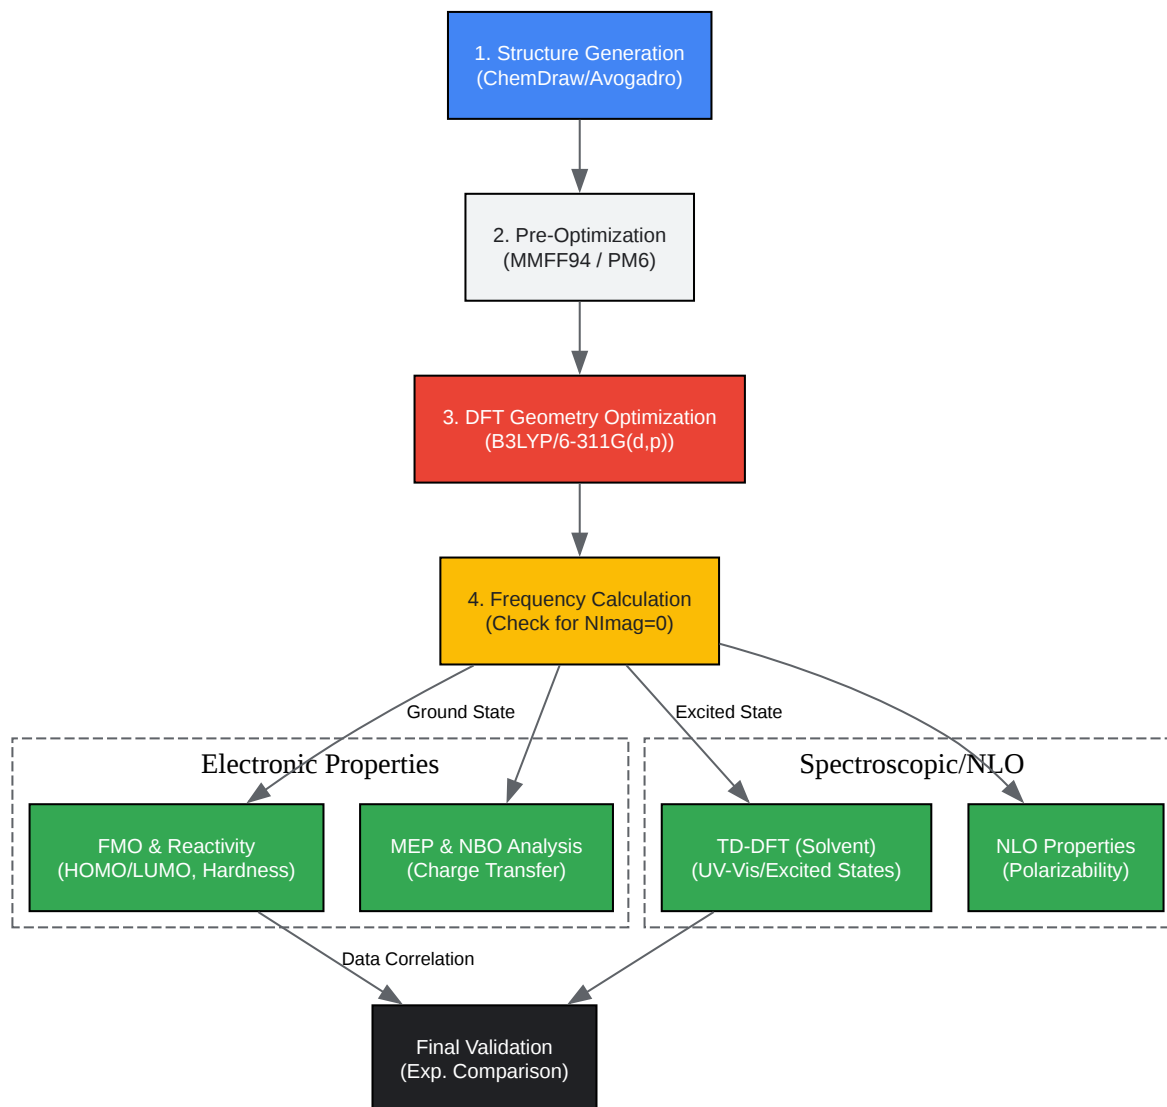 1. Structure Generation
(ChemDraw/Avogadro)
2. Pre-Optimization
(MMFF94 / PM6)
3. DFT Geometry Optimization
(B3LYP/6-311G(d,p))
4. Frequency Calculation
(Check for NImag=0)
Ground State
Excited State
Electronic Properties
Spectroscopic/NLO
FMO & Reactivity
(HOMO/LUMO, Hardness)
MEP & NBO Analysis
(Charge Transfer)
TD-DFT (Solvent)
(UV-Vis/Excited States)
NLO Properties
(Polarizability)
Data Correlation
Final Validation
(Exp. Comparison)